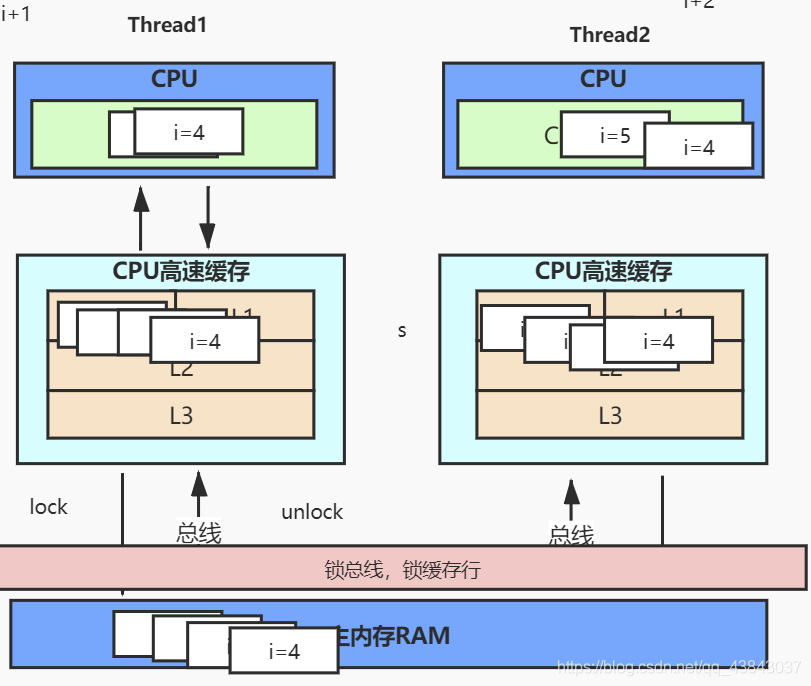 i+1
i+2
Thread1
Thread2
CPU
CPU
i=4
C
i=5
i=4
CPU高速缓存
CPU高速缓存
L1
L1
i=4
i=4
L2
L2
L3
L3
s
lock
unlock
总线
总线
锁总线，锁缓存行
主内存RAM
i=4
https://blog.csdn.net/qq_43843037